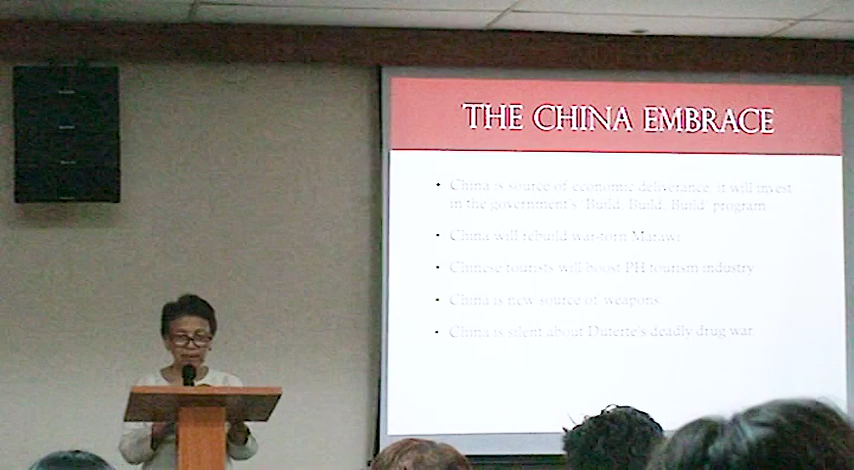 THE CHINA EMBRACE
• China is source of economic deliverance: it will invest
in the government's 'Build, Build, Build' program
• China will rebuild war-torn Marawi
• Chinese tourists will boost PH tourism industry
• China is new source of weapons
• China is silent about Duterte's deadly drug war